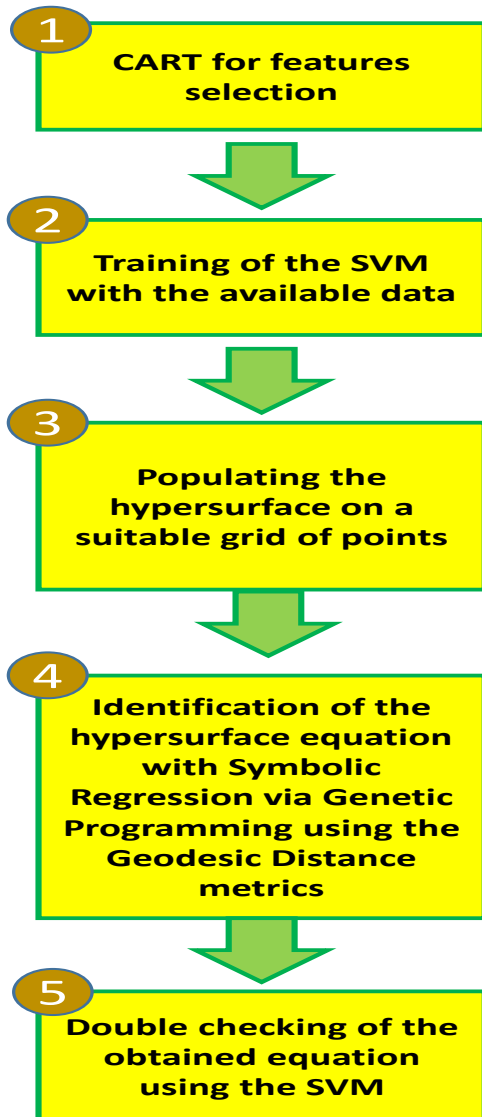 1
CART for features
selection
2
Training of the SVM
with the available data
3
Populating the
hypersurface on a
suitable grid of points
4
Identification of the
hypersurface equation
with Symbolic
Regression via Genetic
Programming using the
Geodesic Distance
metrics
5
Double checking of the
obtained equation
using the SVM